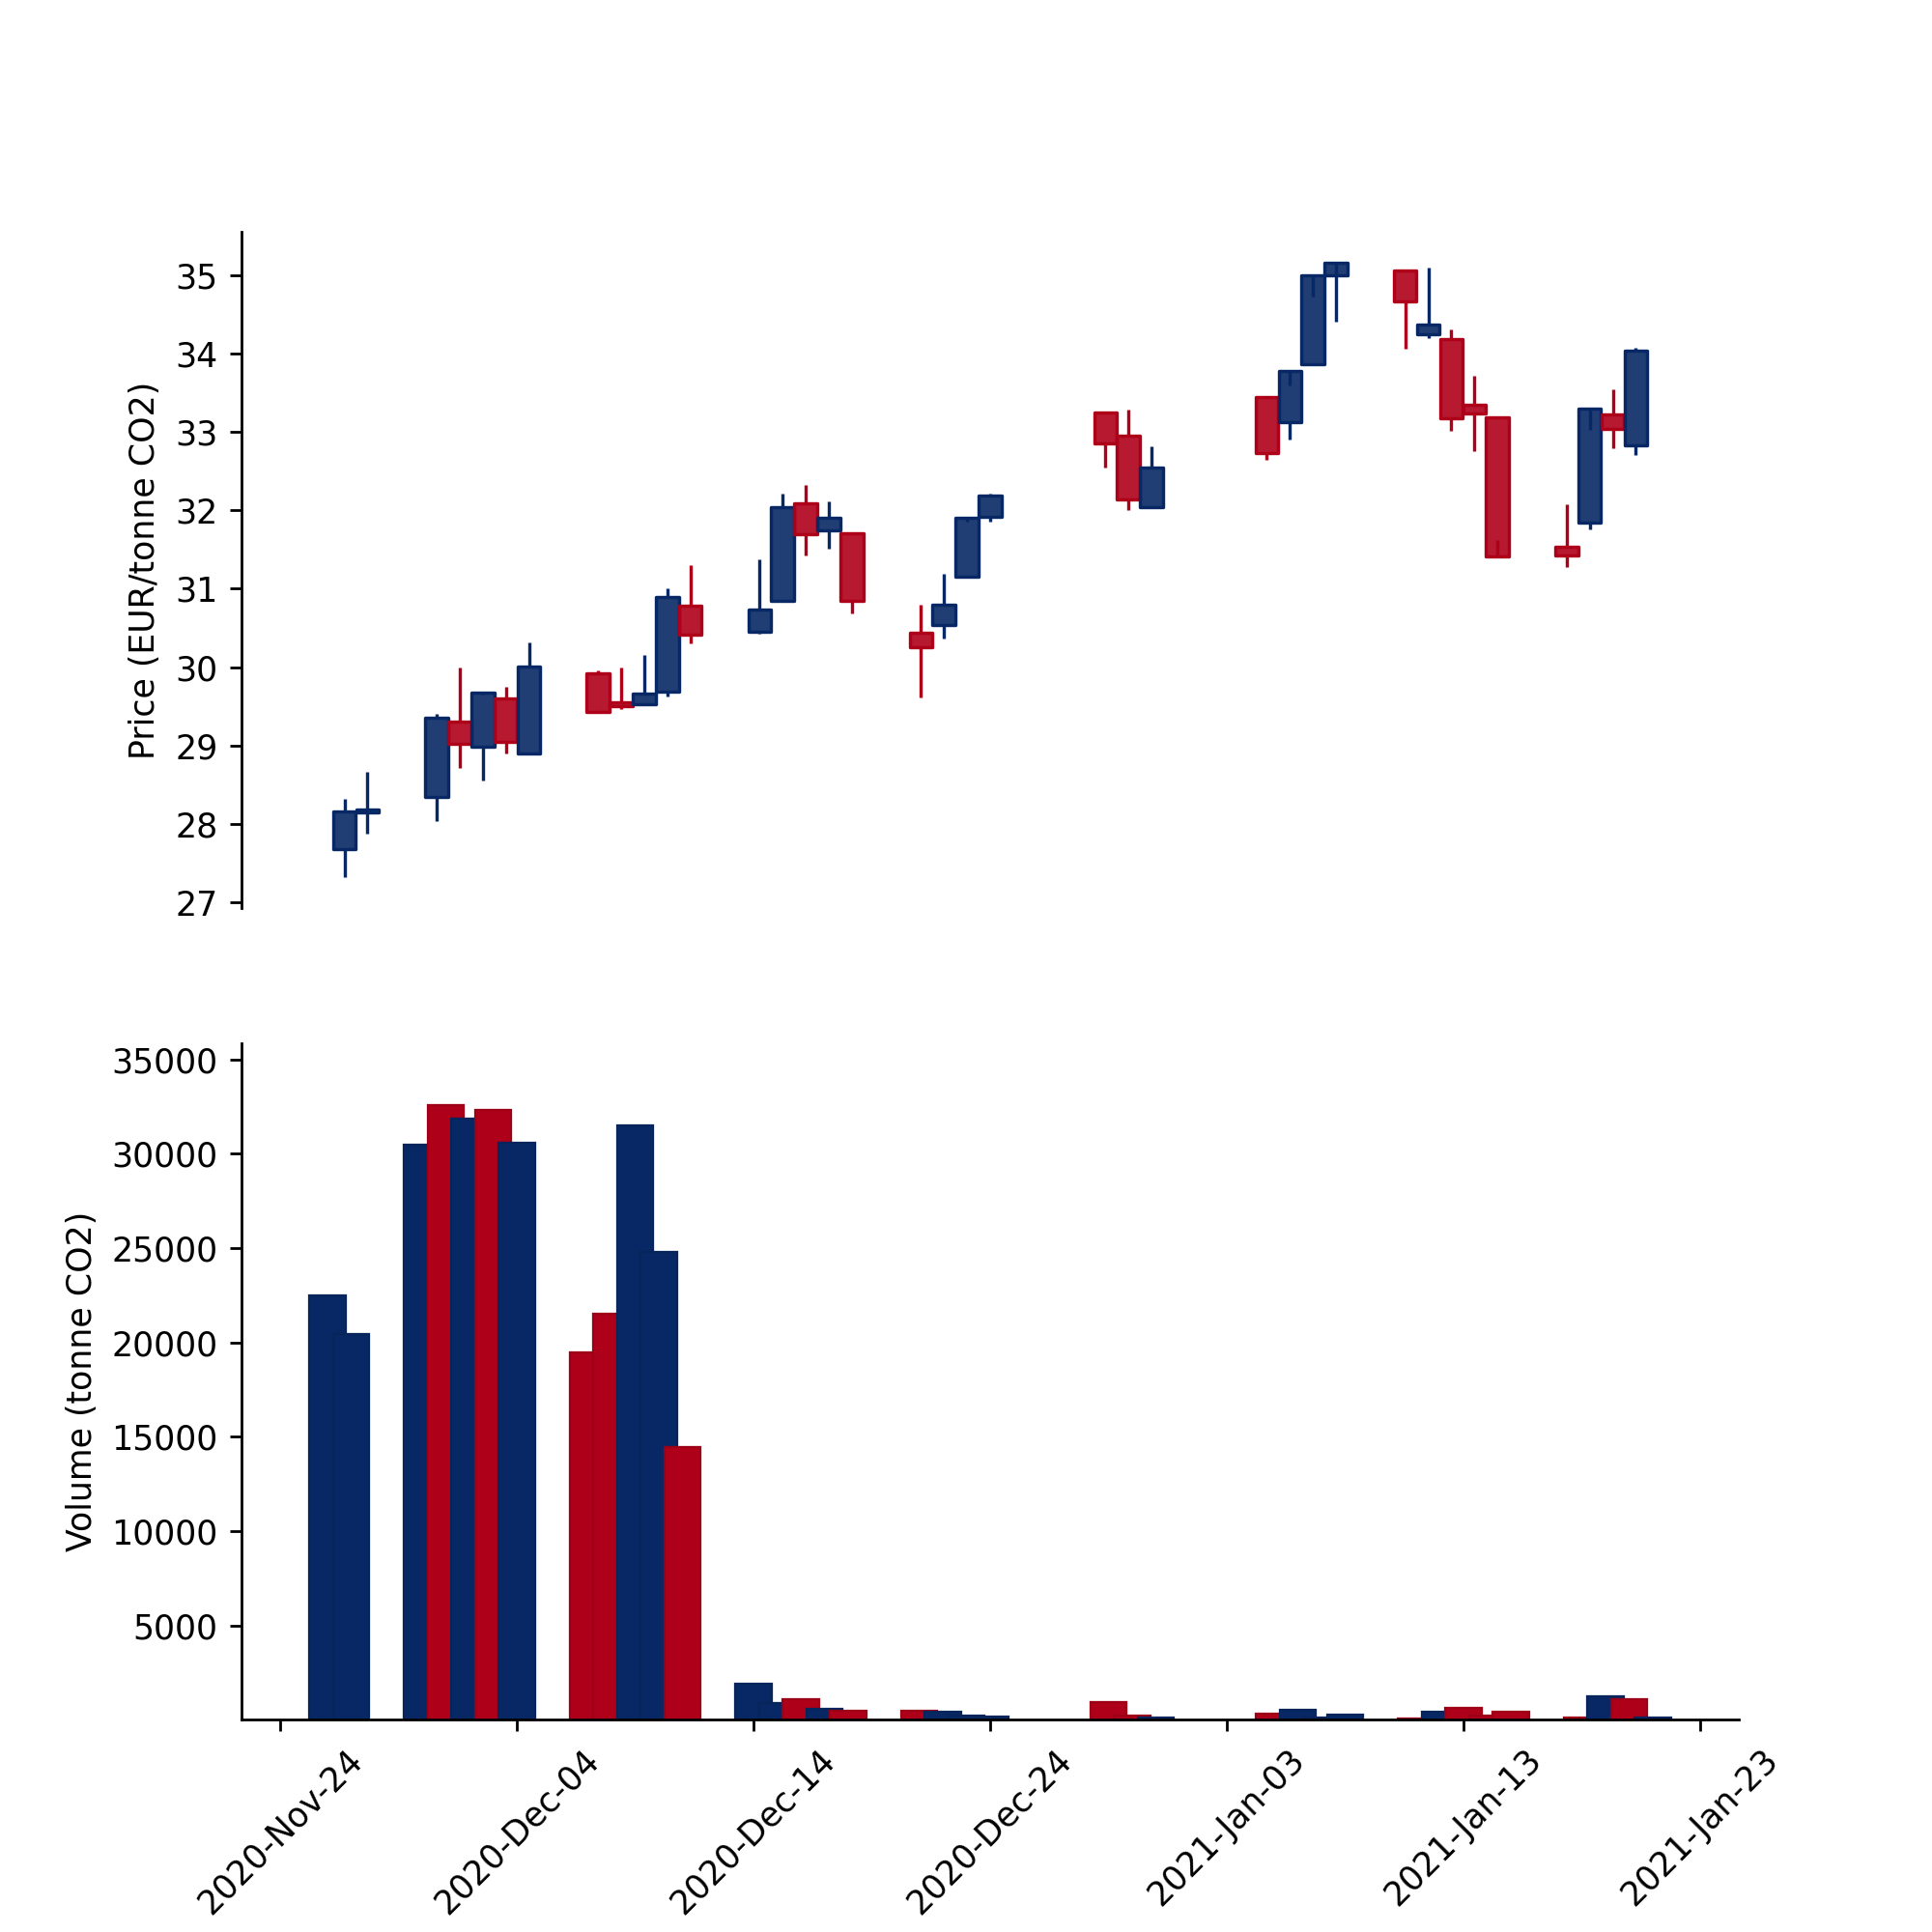 Price (EUR/tonne CO2)
35
34
33
32
31
30
29
28
27
Volume (tonne CO2)
35000
30000
25000
20000
15000
10000
5000
2020-Nov-24
2020-Dec-04
2020-Dec-14
2020-Dec-24
2021-Jan-03
2021-Jan-13
2021-Jan-23